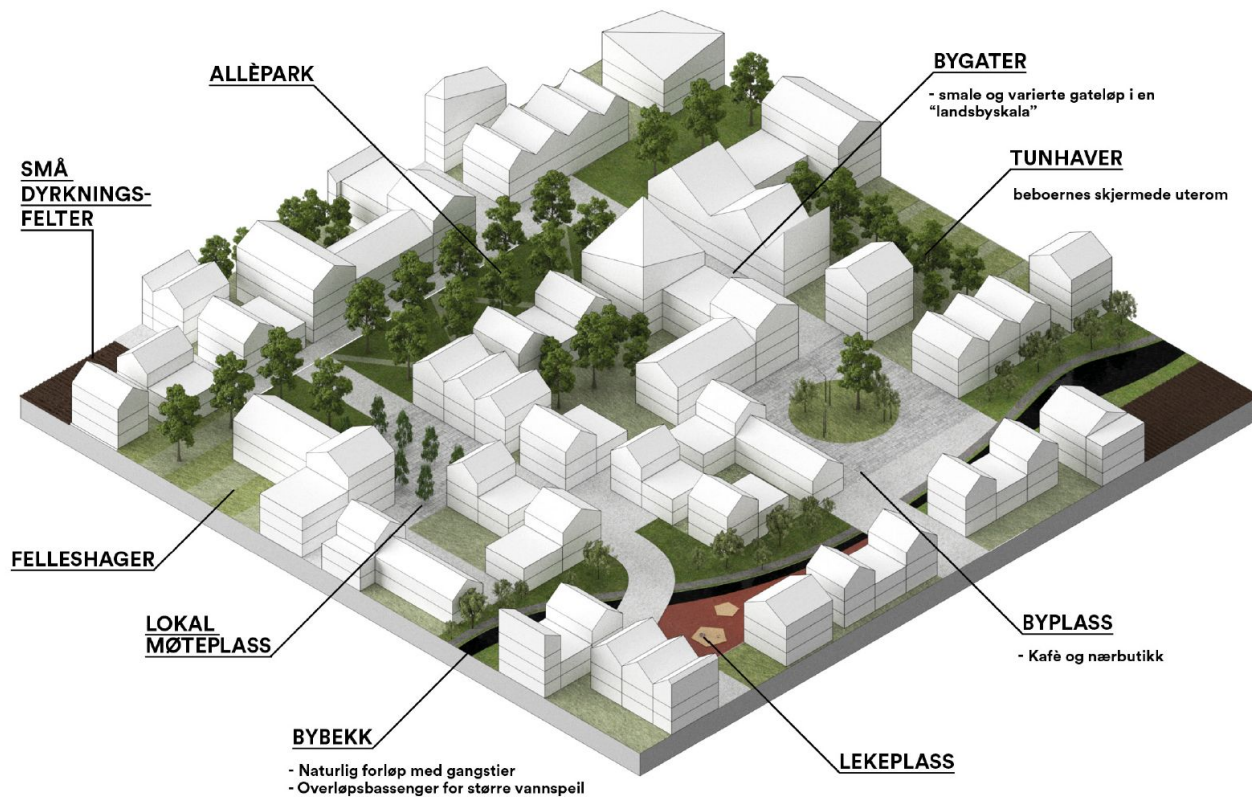 ALLÈPARK
BYGATER
- smale og varierte gateløp i en
“landsbyskala”
TUNHAVER
beboernes skjermede uterom
SMÅ
DYRKNINGS-
FELTER
FELLESHAGER
LOKAL
MØTEPLASS
BYPLASS
- Kafè og nærbutikk
BYBEKK
- Naturlig forløp med gangstier
- Overløpsbassenger for større vannspeil
LEKEPLASS